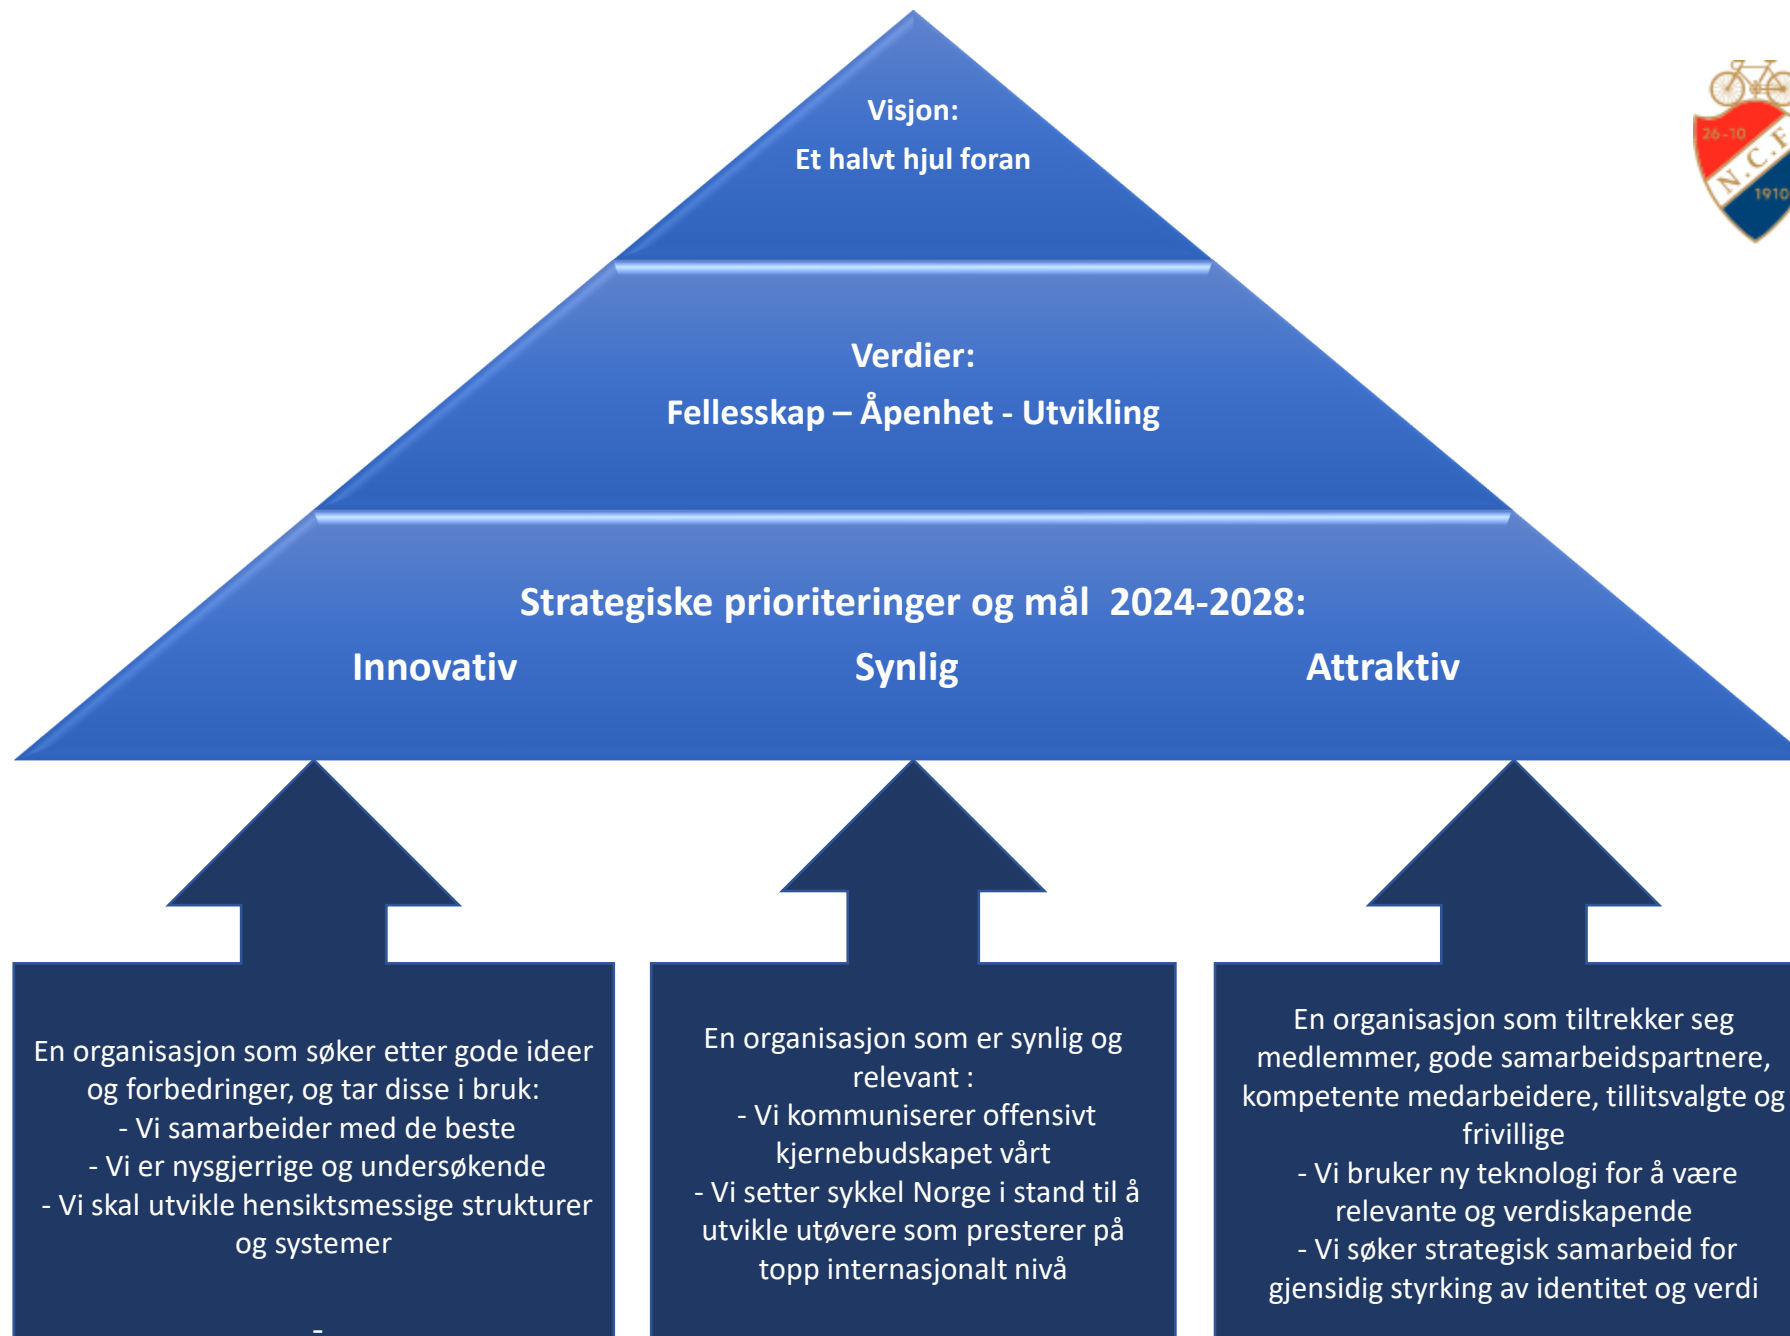 Visjon:
Et halvt hjul foran
26-10
N.C.F
1910
Verdier:
Fellesskap – Åpenhet - Utvikling
Strategiske prioriteringer og mål 2024-2028:
Innovativ Synlig Attraktiv
En organisasjon som søker etter gode ideer
og forbedringer, og tar disse i bruk:
- Vi samarbeider med de beste
- Vi er nysgjerrige og undersøkende
- Vi skal utvikle hensiktsmessige strukturer
og systemer
-
En organisasjon som er synlig og
relevant :
- Vi kommuniserer offensivt
kjernebudskapet vårt
- Vi setter sykkel Norge i stand til å
utvikle utøvere som presterer på
topp internasjonalt nivå
En organisasjon som tiltrekker seg
medlemmer, gode samarbeidspartnere,
kompetente medarbeidere, tillitsvalgte og
frivillige
- Vi bruker ny teknologi for å være
relevante og verdiskapende
- Vi søker strategisk samarbeid for
gjensidig styrking av identitet og verdi